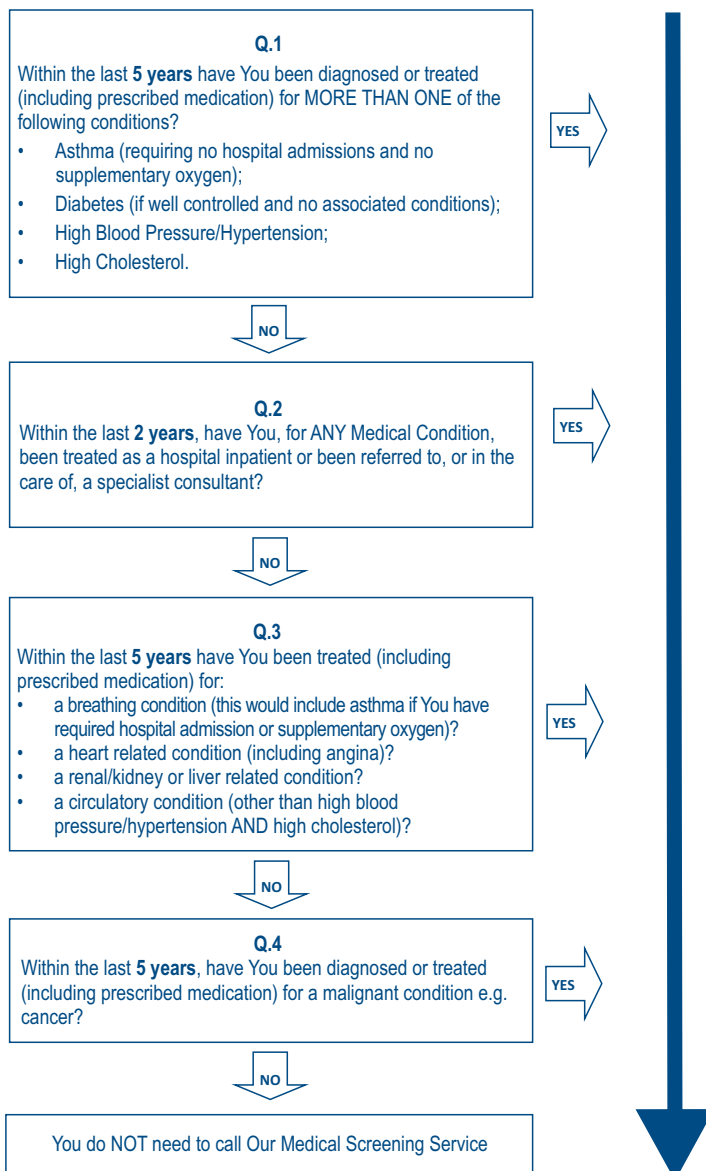 Q.1
Within the last 5 years have You been diagnosed or treated
(including prescribed medication) for MORE THAN ONE of the
following conditions?
• Asthma (requiring no hospital admissions and no
supplementary oxygen);
• Diabetes (if well controlled and no associated conditions);
• High Blood Pressure/Hypertension;
• High Cholesterol.
YES
NO
Q.2
Within the last 2 years, have You, for ANY Medical Condition,
been treated as a hospital inpatient or been referred to, or in the
care of, a specialist consultant?
YES
NO
Q.3
Within the last 5 years have You been treated (including
prescribed medication) for:
• a breathing condition (this would include asthma if You have
required hospital admission or supplementary oxygen)?
• a heart related condition (including angina)?
• a renal/kidney or liver related condition?
• a circulatory condition (other than high blood
pressure/hypertension AND high cholesterol)?
YES
NO
Q.4
Within the last 5 years, have You been diagnosed or treated
(including prescribed medication) for a malignant condition e.g.
cancer?
YES
NO
You do NOT need to call Our Medical Screening Service